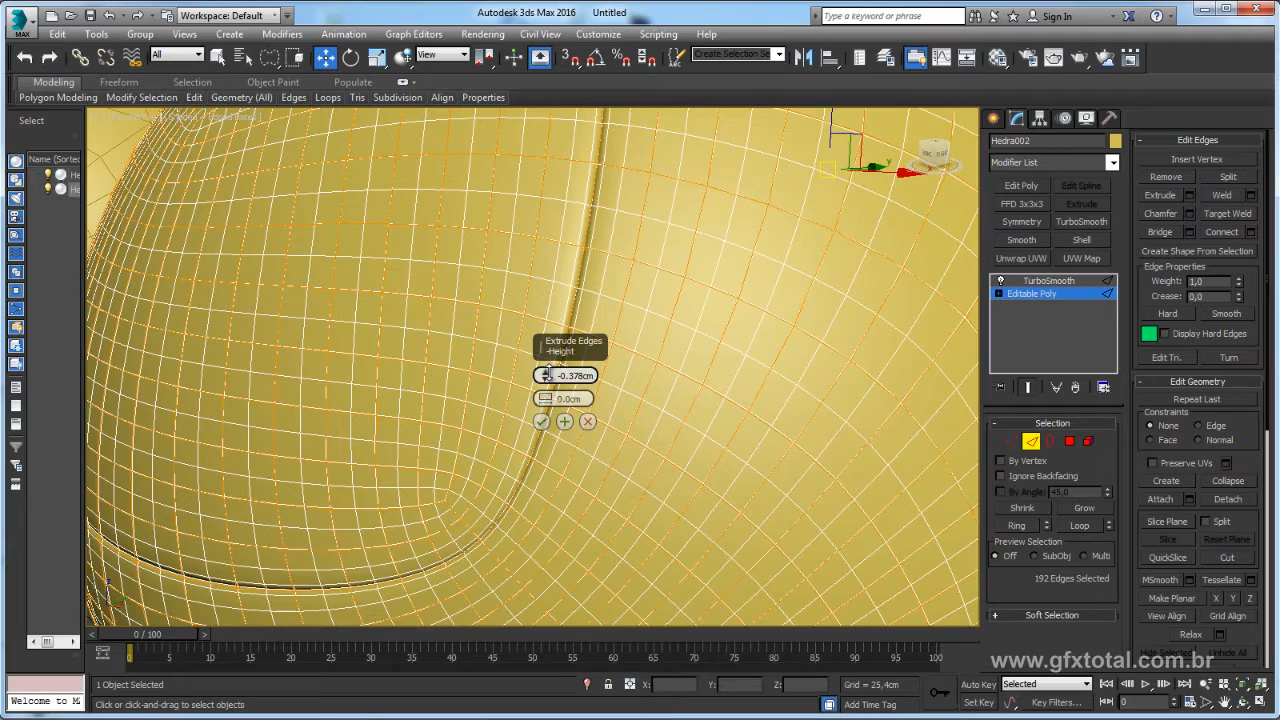 MAX
Workspace: Default
Autodesk 3ds Max 2016 Untitled
Type a keyword or phrase
Sign In
Edit Tools Group Views Create Modifiers Animation Graph Editors Rendering Civil View Customize Scripting Help
All
View
Create Selection Se
Modeling Freeform Selection Object Paint Populate
Polygon Modeling Modify Selection Edit Geometry (All) Edges Loops Tris Subdivision Align Properties
Select
Name (Sorted
He
He
Extrude Edges
-Height
-0.378cm
0.0cm
Hedra002
Modifier List
Edit Poly Edit Spline
FFD 3x3x3 Extrude
Symmetry TurboSmooth
Smooth Shell
Unwrap UVW UVW Map
TurboSmooth
Editable Poly
Selection
By Vertex
Ignore Backfacing
By Angle: 45,0
Shrink Grow
Ring Loop
Preview Selection
Off SubObj Multi
192 Edges Selected
Soft Selection
Edit Edges
Insert Vertex
Remove Split
Extrude Weld
Chamfer Target Weld
Bridge Connect
Create Shape From Selection
Edge Properties
Weight: 1,0
Crease: 0,0
Hard Smooth
Display Hard Edges
Edit Tri. Turn
Edit Geometry
Repeat Last
Constraints
None Edge
Face Normal
Preserve UVs
Create Collapse
Attach Detach
Slice Plane Split
Slice Reset Plane
QuickSlice Cut
MSmooth Tessellate
Make Planar X Y Z
View Align Grid Align
Relax
Hide Selected Unhide All
0 / 100
0 5 10 15 20 25 30 35 40 45 50 55 60 65 70 75 80 85 90 95 100
www.gfxtotal.com.br
1 Object Selected
X: Y: Z: Grid = 25,4cm
Auto Key Selected
Welcome to MA
Click or click-and-drag to select objects
Add Time Tag
Set Key Key Filters...
0